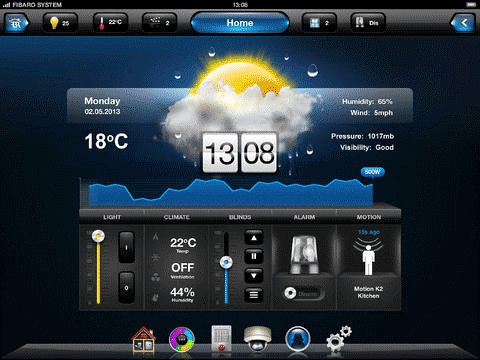 FIBARO SYSTEM
13:08
25
22°C
2
Home
2
Dis
Monday
02.05.2013
Humidity: 65%
Wind: 5mph
18°C
13 08
Pressure: 1017mb
Visibility: Good
500W
LIGHT
CLIMATE
BLINDS
ALARM
MOTION
I
0
22°C
Temp
OFF
Ventilation
44%
Humidity
Disarm
15s ago
Motion K2
Kitchen